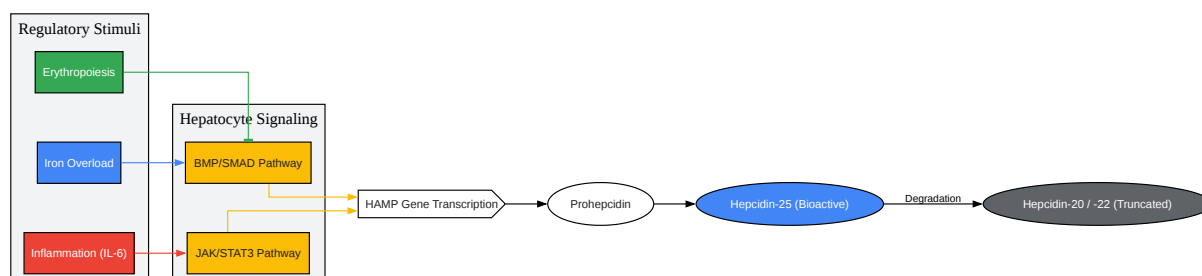 Regulatory Stimuli
Erythropoiesis
Hepatocyte Signaling
Iron Overload
BMP/SMAD Pathway
Inflammation (IL-6)
JAK/STAT3 Pathway
HAMP Gene Transcription
Prohepcidin
Hepcidin-25 (Bioactive)
Degradation
Hepcidin-20 / -22 (Truncated)